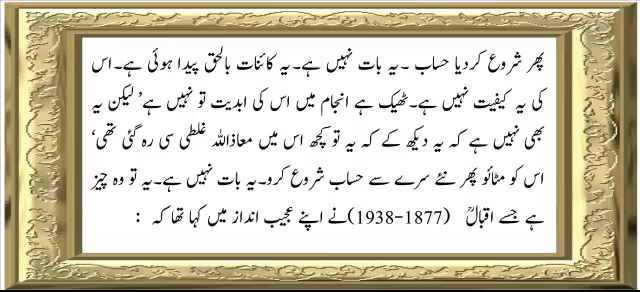 پھر شروع کردیا حساب ۔یہ بات نہیں ہے۔یہ کائنات بالحق پیدا ہوئی ہے۔اس
کی یہ کیفیت نہیں ہے۔ٹھیک ہے انجام میں اس کی ابدیت تو نہیں ہے’ لیکن یہ
بھی نہیں ہے کہ یہ دیکھ کے کہ یہ تو کچھ اس میں معاذاللہ غلطی سی رہ گئی تھی‘
اس کو مٹائو پھر نئے سرے سے حساب شروع کرو۔یہ بات نہیں ہے۔یہ تو وہ چیز
ہے جسے اقبالؒ (1877-1938)نے اپنے عجیب انداز میں کہا تھا کہ :